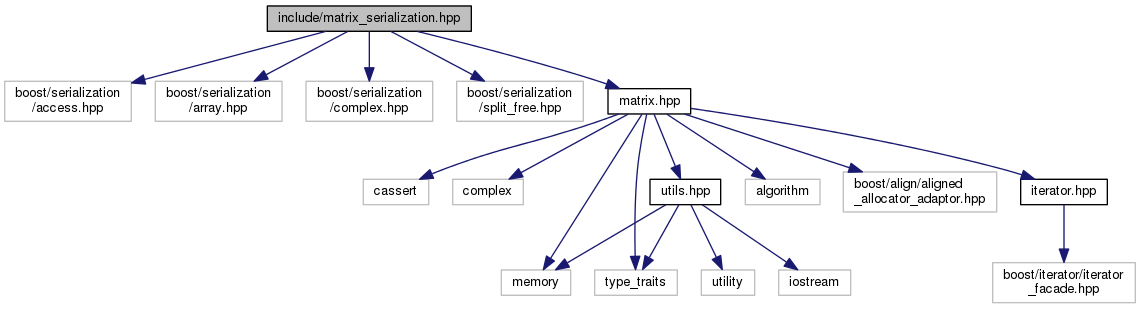 include/matrix_serialization.hpp
boost/serialization
/access.hpp
boost/serialization
/array.hpp
boost/serialization
/complex.hpp
boost/serialization
/split_free.hpp
matrix.hpp
cassert
complex
utils.hpp
algorithm
boost/align/aligned
_allocator_adaptor.hpp
iterator.hpp
memory
type_traits
utility
iostream
boost/iterator/iterator
_facade.hpp